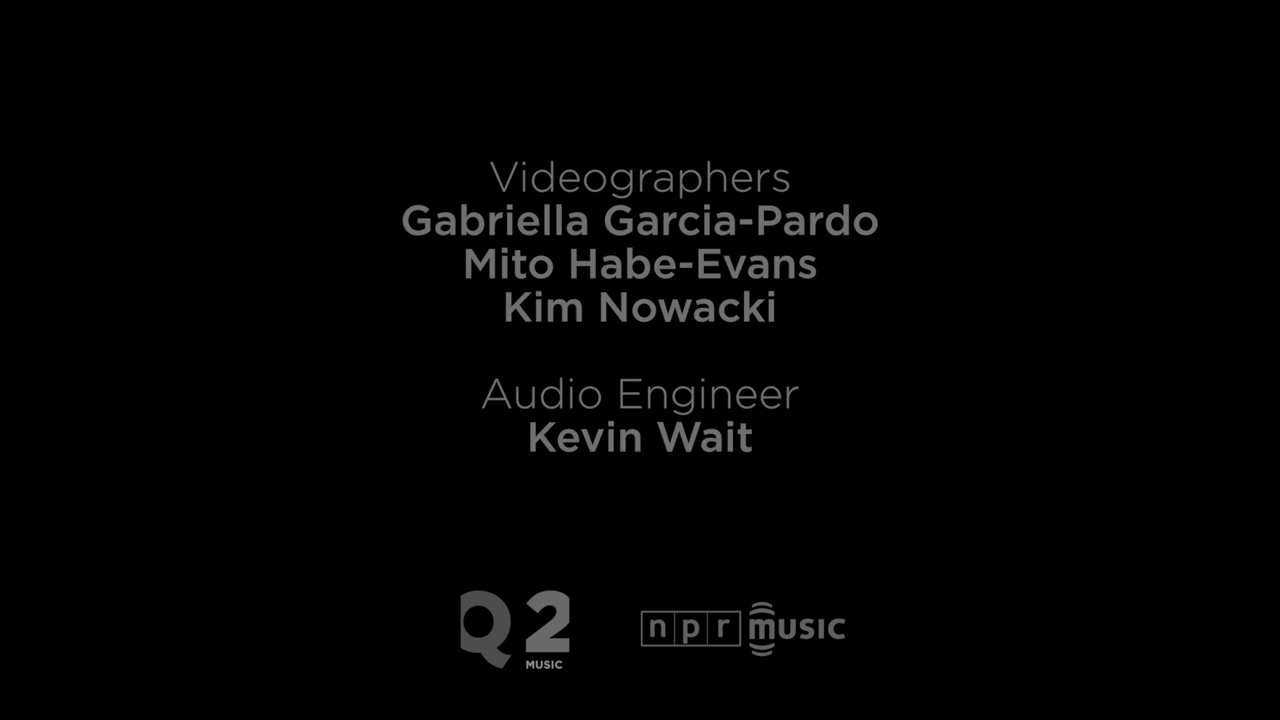 Videographers
Gabriella Garcia-Pardo
Mito Habe-Evans
Kim Nowacki
Audio Engineer
Kevin Wait
Q2
MUSIC
npr music